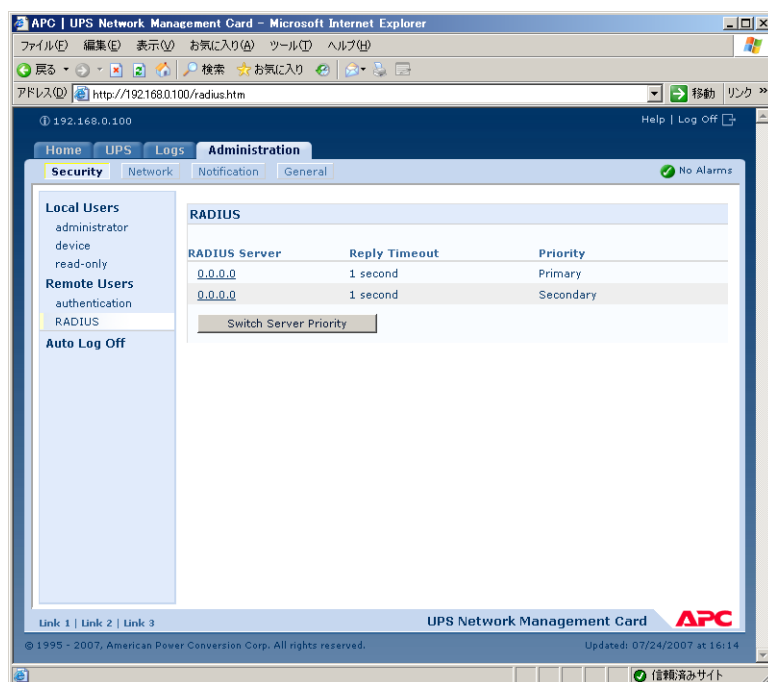 APC | UPS Network Management Card - Microsoft Internet Explorer
ファイル(F) 編集(E) 表示(V) お気に入り(A) ツール(T) ヘルプ(H)
戻る 検索 お気に入り
アドレス(D) http://192.168.0.100/radius.htm 移動 リンク »
192.168.0.100 Help | Log Off
Home UPS Logs Administration
Security Network Notification General No Alarms
Local Users
administrator
device
read-only
Remote Users
authentication
RADIUS
Auto Log Off
RADIUS
RADIUS Server Reply Timeout Priority
0.0.0.0 1 second Primary
0.0.0.0 1 second Secondary
Switch Server Priority
Link 1 | Link 2 | Link 3 UPS Network Management Card APC
© 1995 - 2007, American Power Conversion Corp. All rights reserved. Updated: 07/24/2007 at 16:14
信頼済みサイト